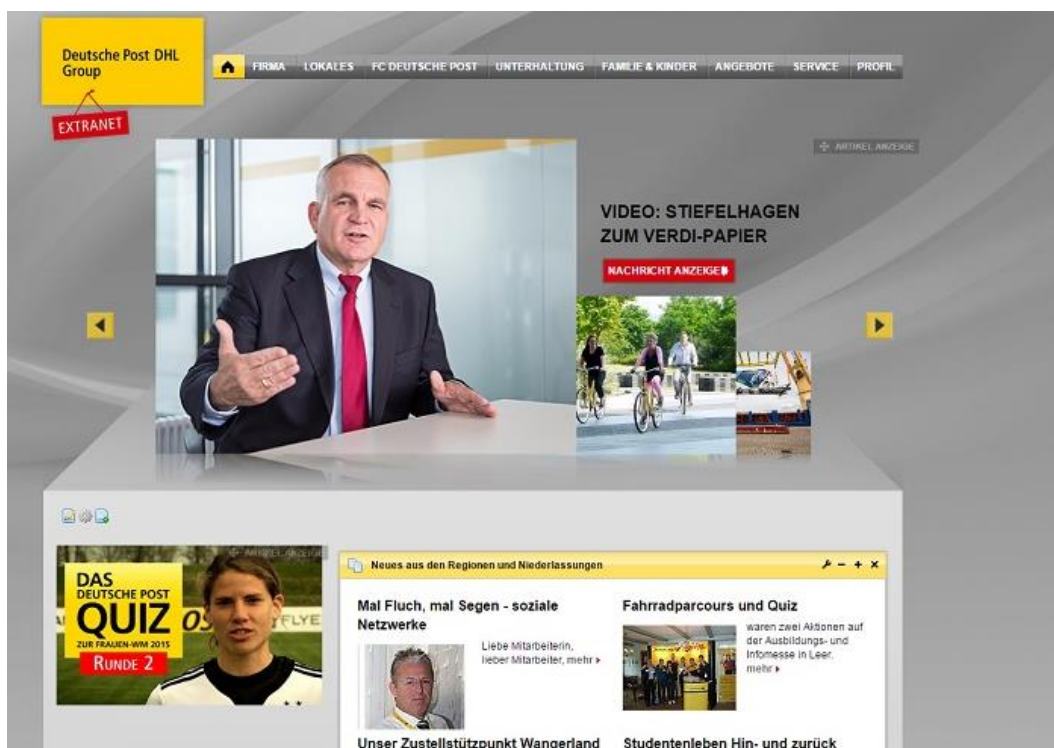 Deutsche Post DHL
Group
EXTRANET
FIRMA LOKALES FC DEUTSCHE POST UNTERHALTUNG FAMILIE & KINDER ANGEBOTE SERVICE PROFIL
ARTIKEL ANZEIGE
VIDEO: STIEFELHAGEN
ZUM VERDI-PAPIER
NACHRICHT ANZEIGE
ARTIKEL ANZEIGE
DAS
DEUTSCHE POST
QUIZ
ZUR FRAUEN-WM 2015
RUNDE 2
Neues aus den Regionen und Niederlassungen
Mal Fluch, mal Segen - soziale
Netzwerke
Liebe Mitarbeiterin,
lieber Mitarbeiter, mehr
Fahrradparcours und Quiz
waren zwei Aktionen auf
der Ausbildungs- und
Infomesse in Leer.
mehr
Unser Zustellstützpunkt Wangerland
Studentenleben Hin- und zurück